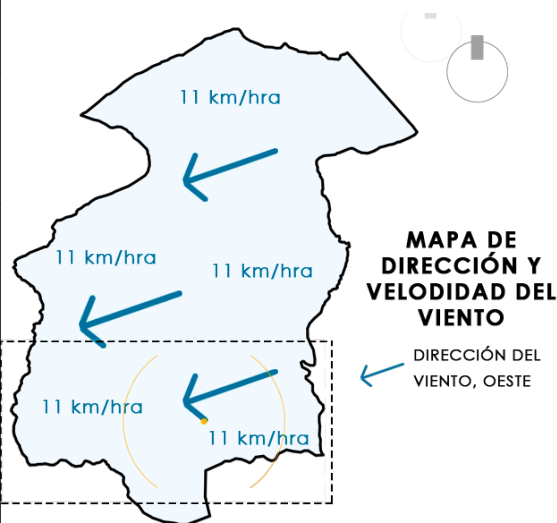 11 km/hra
11 km/hra
11 km/hra
MAPA DE
DIRECCIÓN Y
VELODIDAD DEL
VIENTO
DIRECCIÓN DEL
VIENTO, OESTE
11 km/hra
11 km/hra